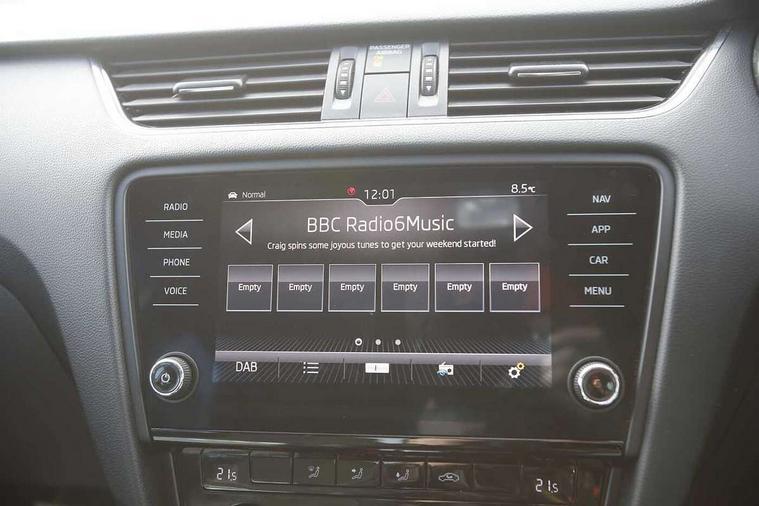 PASSENGER
AIRBAG
Normal 12:01 8.5°C
RADIO
MEDIA
PHONE
VOICE
BBC Radio6Music
Craig spins some joyous tunes to get your weekend started!
Empty Empty Empty Empty Empty Empty
DAB
NAV
APP
CAR
MENU
21.5 21.5